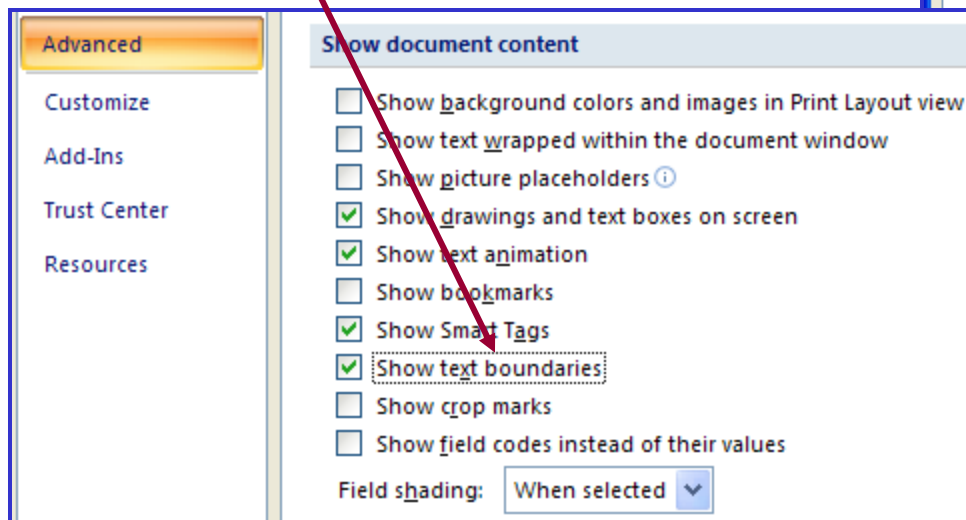 Advanced
Customize
Add-Ins
Trust Center
Resources
Show document content
Show background colors and images in Print Layout view
Show text wrapped within the document window
Show picture placeholders
Show drawings and text boxes on screen
Show text animation
Show bookmarks
Show Smart Tags
Show text boundaries
Show crop marks
Show field codes instead of their values
Field shading: When selected